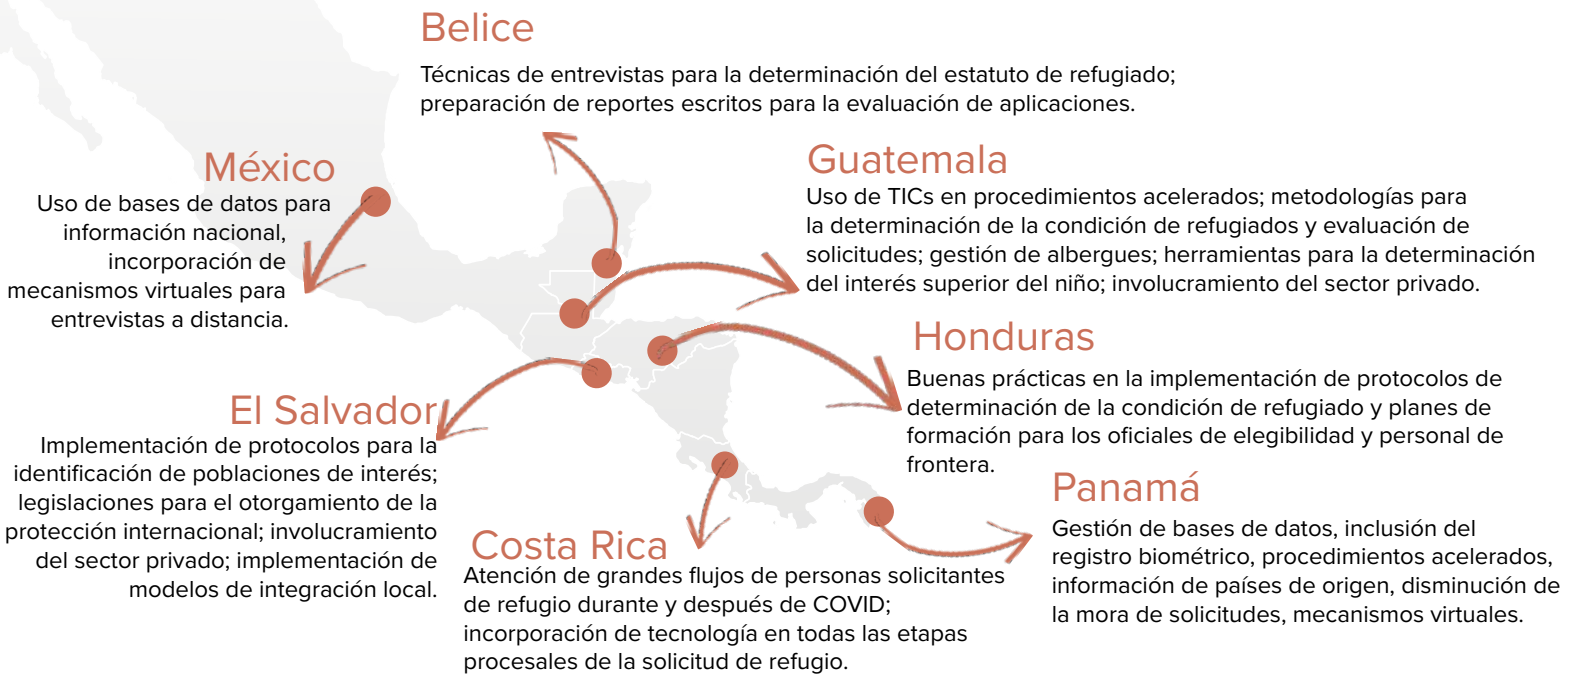 Belice
Técnicas de entrevistas para la determinación del estatuto de refugiado;
preparación de reportes escritos para la evaluación de aplicaciones.
México
Uso de bases de datos para
información nacional,
incorporación de
mecanismos virtuales para
entrevistas a distancia.
Guatemala
Uso de TICs en procedimientos acelerados; metodologías para
la determinación de la condición de refugiados y evaluación de
solicitudes; gestión de albergues; herramientas para la determinación
del interés superior del niño; involucramiento del sector privado.
Honduras
Buenas prácticas en la implementación de protocolos de
determinación de la condición de refugiado y planes de
formación para los oficiales de elegibilidad y personal de
frontera.
El Salvador
Implementación de protocolos para la
identificación de poblaciones de interés;
legislaciones para el otorgamiento de la
protección internacional; involucramiento
del sector privado; implementación de
modelos de integración local.
Costa Rica
Atención de grandes flujos de personas solicitantes
de refugio durante y después de COVID;
incorporación de tecnología en todas las etapas
procesales de la solicitud de refugio.
Panamá
Gestión de bases de datos, inclusión del
registro biométrico, procedimientos acelerados,
información de países de origen, disminución de
la mora de solicitudes, mecanismos virtuales.